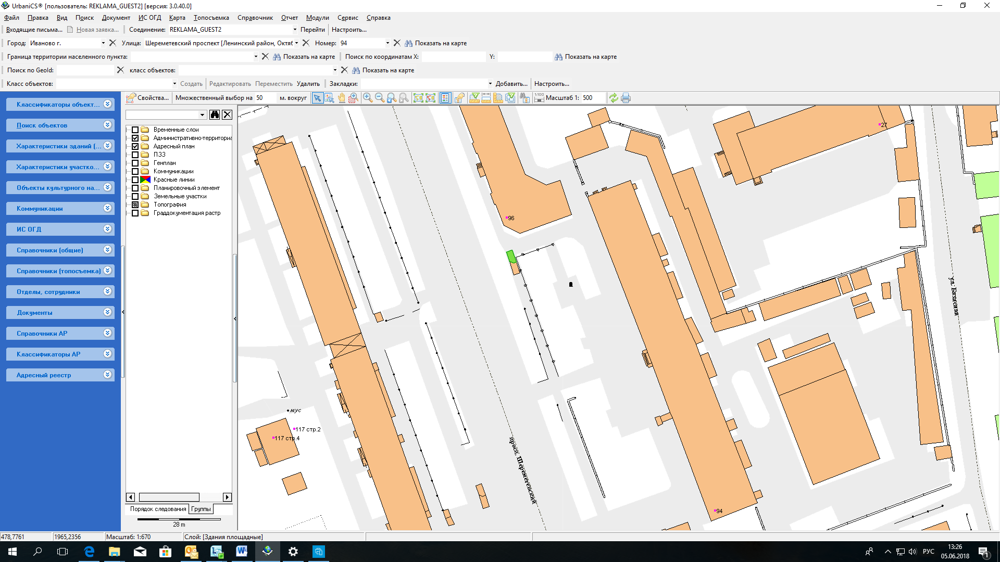 UrbaniCS® [пользователь: REKLAMA_GUEST2] [версия: 3.0.40.0]
Файл Правка Вид Поиск Документ ИС ОГД Карта Топосъемка Справочник Отчет Модули Сервис Справка
Входящие письма... Новая заявка... Соединение: REKLAMA_GUEST2 Перейти Настроить...
Город: Иваново г. Улица: Шереметевский проспект [Ленинский район, Октяб Номер: 94 Показать на карте
Граница территории населенного пункта: Показать на карте Поиск по координатам X: Y: Показать на карте
Поиск по GeoId: класс объектов: Показать на карте
Класс объектов: Создать Редактировать Переместить Удалить Закладки: Добавить... Настроить...
Свойства... Множественный выбор на 50 м. вокруг 1:100 Масштаб 1: 500
Классификаторы объект...
Поиск объектов
Характеристики зданий (...
Характеристики участко...
Объекты культурного на...
Коммуникации
ИС ОГД
Справочники (общие)
Справочники (топосъемка)
Отделы, сотрудники
Документы
Справочники АР
Классификаторы АР
Адресный реестр
Временные слои
Административно-территориа
Адресный план
ПЗЗ
Генплан
Коммуникации
Красные линии
Планировочный элемент
Земельные участки
Топография
Граддокументация растр
Порядок следования Группы
28 m
27
96
ул. Багаевская
мус
117 стр.2
117 стр.4
просп. Шереметевский
94
478,7761 1965,2356 Масштаб: 1:670 Слой: [Здания площадные]
РУС 13:26
05.06.2018
1